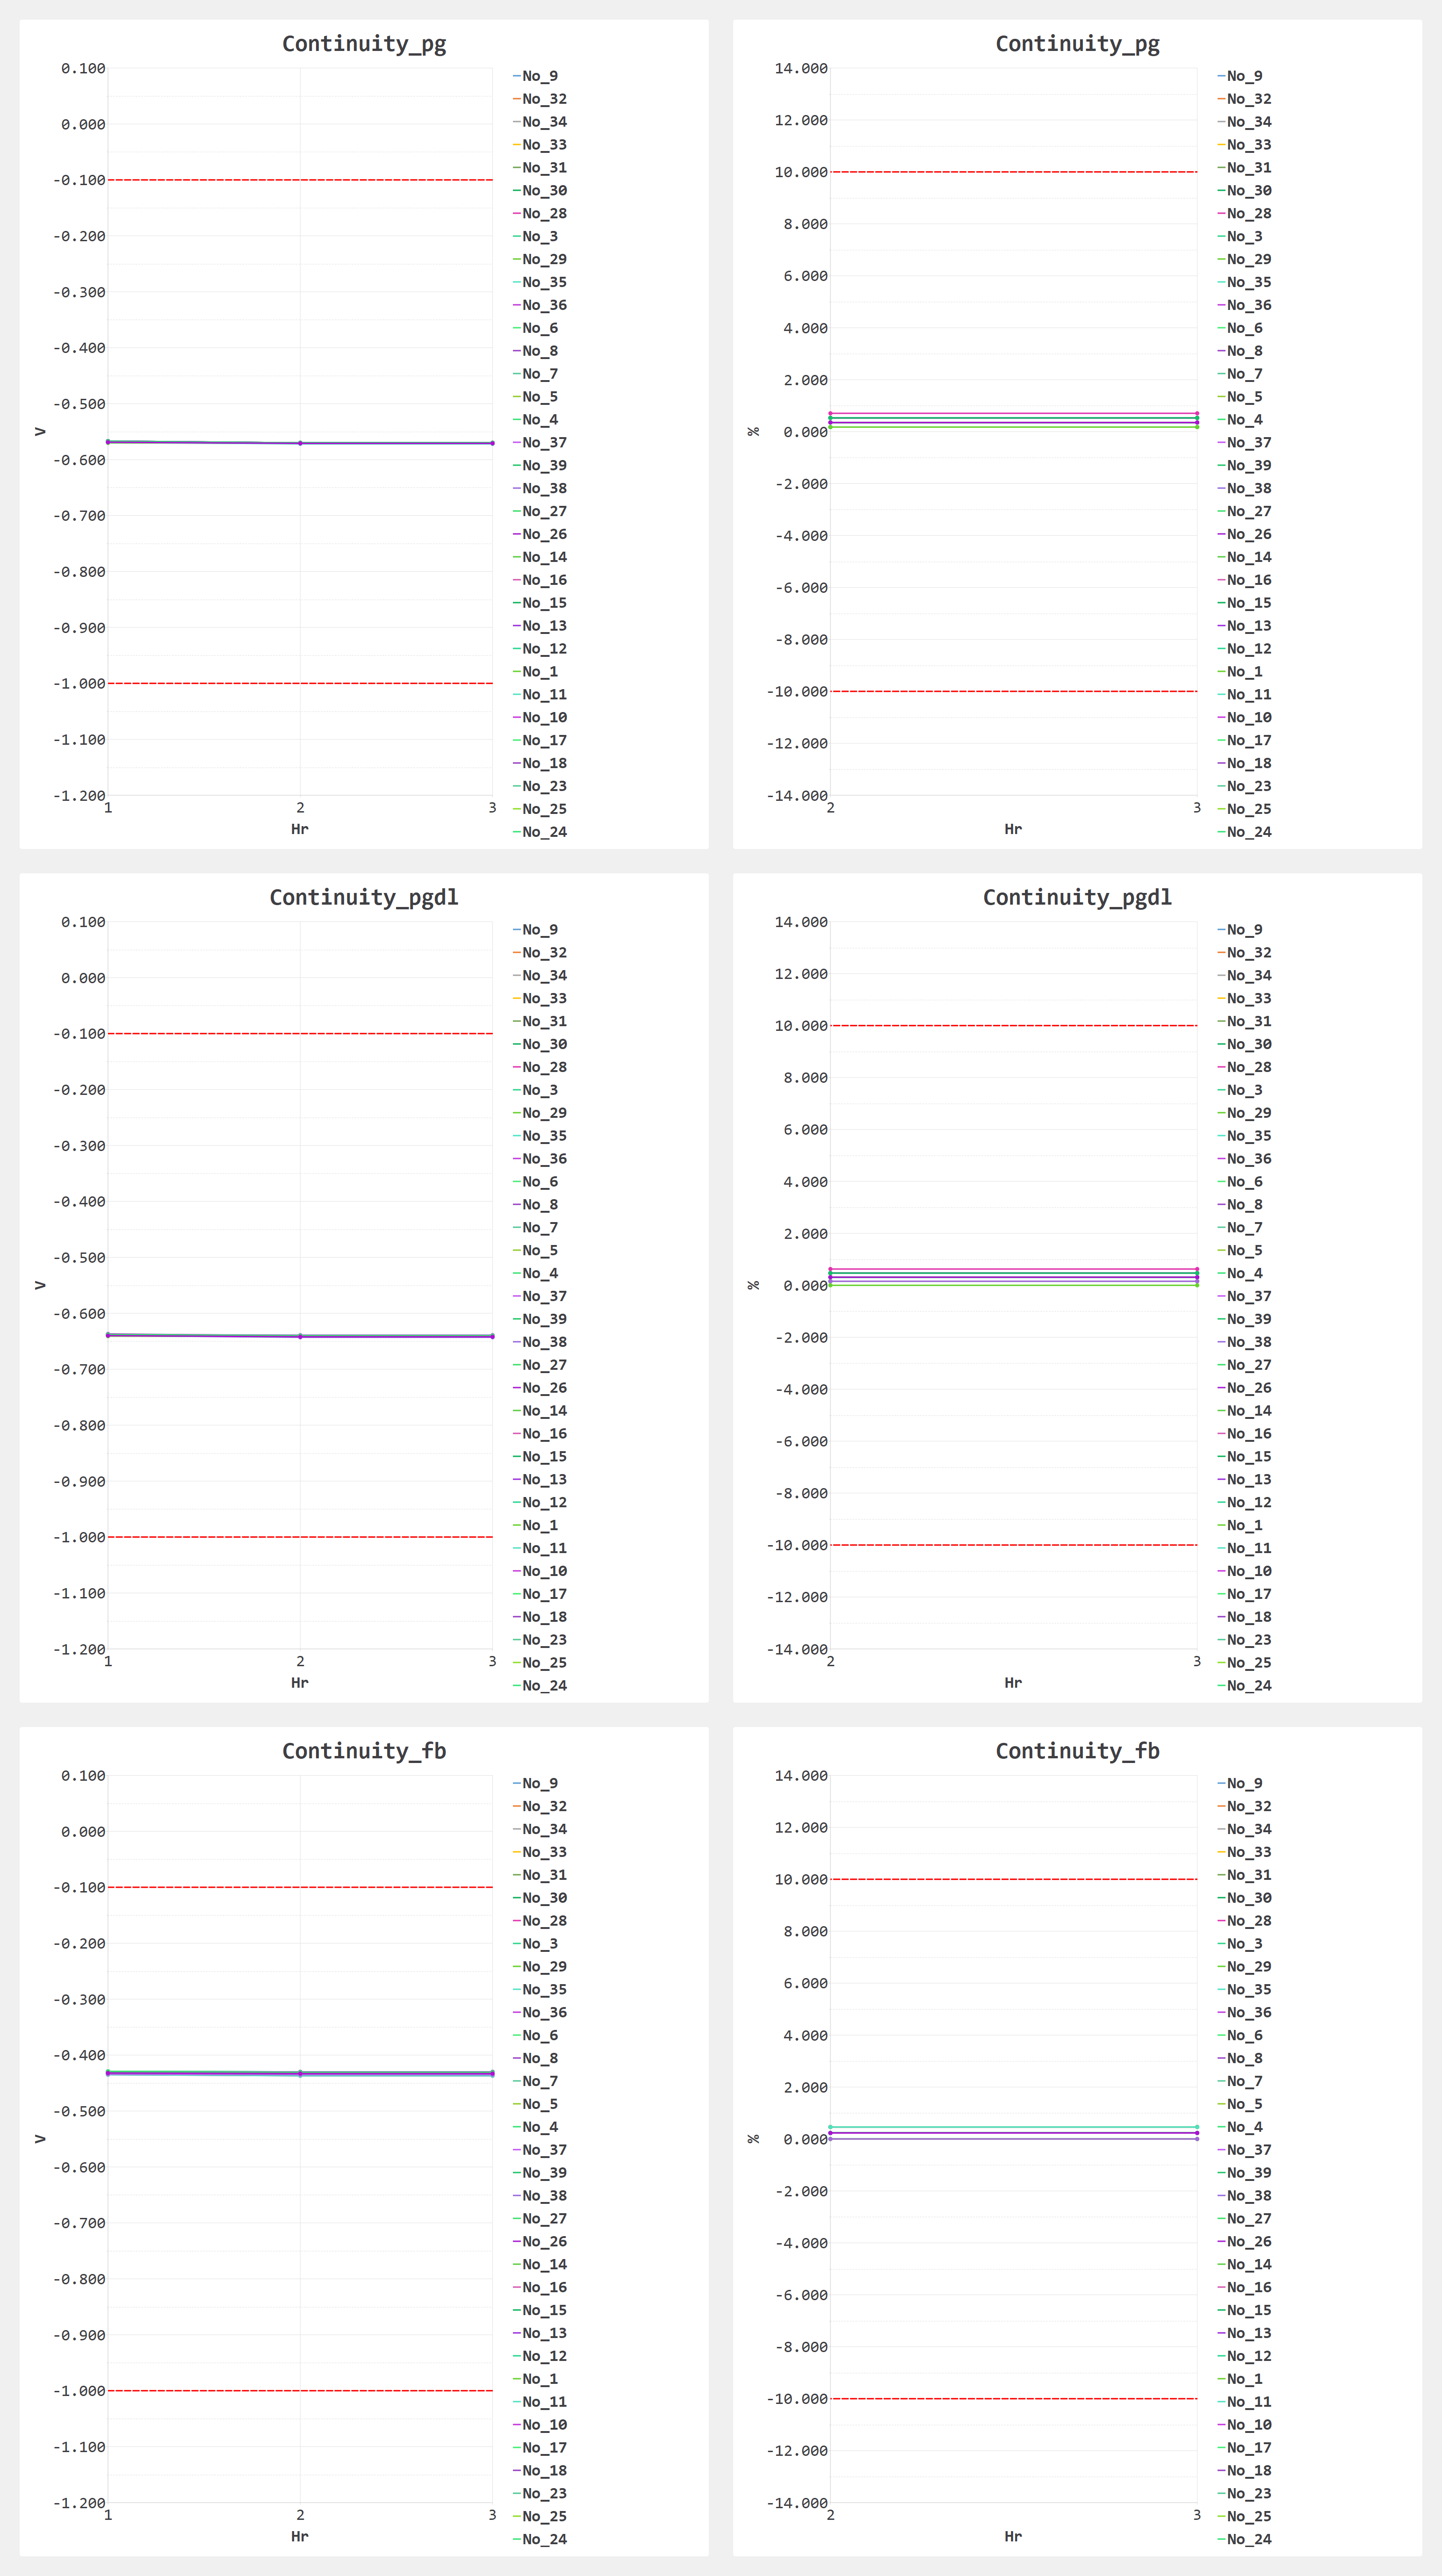 Continuity_pg
0.100
0.000
-0.100
-0.200
-0.300
-0.400
-0.500
-0.600
-0.700
-0.800
-0.900
-1.000
-1.100
-1.200
V
1 2 3
Hr
No_9
No_32
No_34
No_33
No_31
No_30
No_28
No_3
No_29
No_35
No_36
No_6
No_8
No_7
No_5
No_4
No_37
No_39
No_38
No_27
No_26
No_14
No_16
No_15
No_13
No_12
No_1
No_11
No_10
No_17
No_18
No_23
No_25
No_24
Continuity_pg
14.000
12.000
10.000
8.000
6.000
4.000
2.000
0.000
-2.000
-4.000
-6.000
-8.000
-10.000
-12.000
-14.000
%
2 3
Hr
No_9
No_32
No_34
No_33
No_31
No_30
No_28
No_3
No_29
No_35
No_36
No_6
No_8
No_7
No_5
No_4
No_37
No_39
No_38
No_27
No_26
No_14
No_16
No_15
No_13
No_12
No_1
No_11
No_10
No_17
No_18
No_23
No_25
No_24
Continuity_pgdl
0.100
0.000
-0.100
-0.200
-0.300
-0.400
-0.500
-0.600
-0.700
-0.800
-0.900
-1.000
-1.100
-1.200
V
1 2 3
Hr
No_9
No_32
No_34
No_33
No_31
No_30
No_28
No_3
No_29
No_35
No_36
No_6
No_8
No_7
No_5
No_4
No_37
No_39
No_38
No_27
No_26
No_14
No_16
No_15
No_13
No_12
No_1
No_11
No_10
No_17
No_18
No_23
No_25
No_24
Continuity_pgdl
14.000
12.000
10.000
8.000
6.000
4.000
2.000
0.000
-2.000
-4.000
-6.000
-8.000
-10.000
-12.000
-14.000
%
2 3
Hr
No_9
No_32
No_34
No_33
No_31
No_30
No_28
No_3
No_29
No_35
No_36
No_6
No_8
No_7
No_5
No_4
No_37
No_39
No_38
No_27
No_26
No_14
No_16
No_15
No_13
No_12
No_1
No_11
No_10
No_17
No_18
No_23
No_25
No_24
Continuity_fb
0.100
0.000
-0.100
-0.200
-0.300
-0.400
-0.500
-0.600
-0.700
-0.800
-0.900
-1.000
-1.100
-1.200
V
1 2 3
Hr
No_9
No_32
No_34
No_33
No_31
No_30
No_28
No_3
No_29
No_35
No_36
No_6
No_8
No_7
No_5
No_4
No_37
No_39
No_38
No_27
No_26
No_14
No_16
No_15
No_13
No_12
No_1
No_11
No_10
No_17
No_18
No_23
No_25
No_24
Continuity_fb
14.000
12.000
10.000
8.000
6.000
4.000
2.000
0.000
-2.000
-4.000
-6.000
-8.000
-10.000
-12.000
-14.000
%
2 3
Hr
No_9
No_32
No_34
No_33
No_31
No_30
No_28
No_3
No_29
No_35
No_36
No_6
No_8
No_7
No_5
No_4
No_37
No_39
No_38
No_27
No_26
No_14
No_16
No_15
No_13
No_12
No_1
No_11
No_10
No_17
No_18
No_23
No_25
No_24